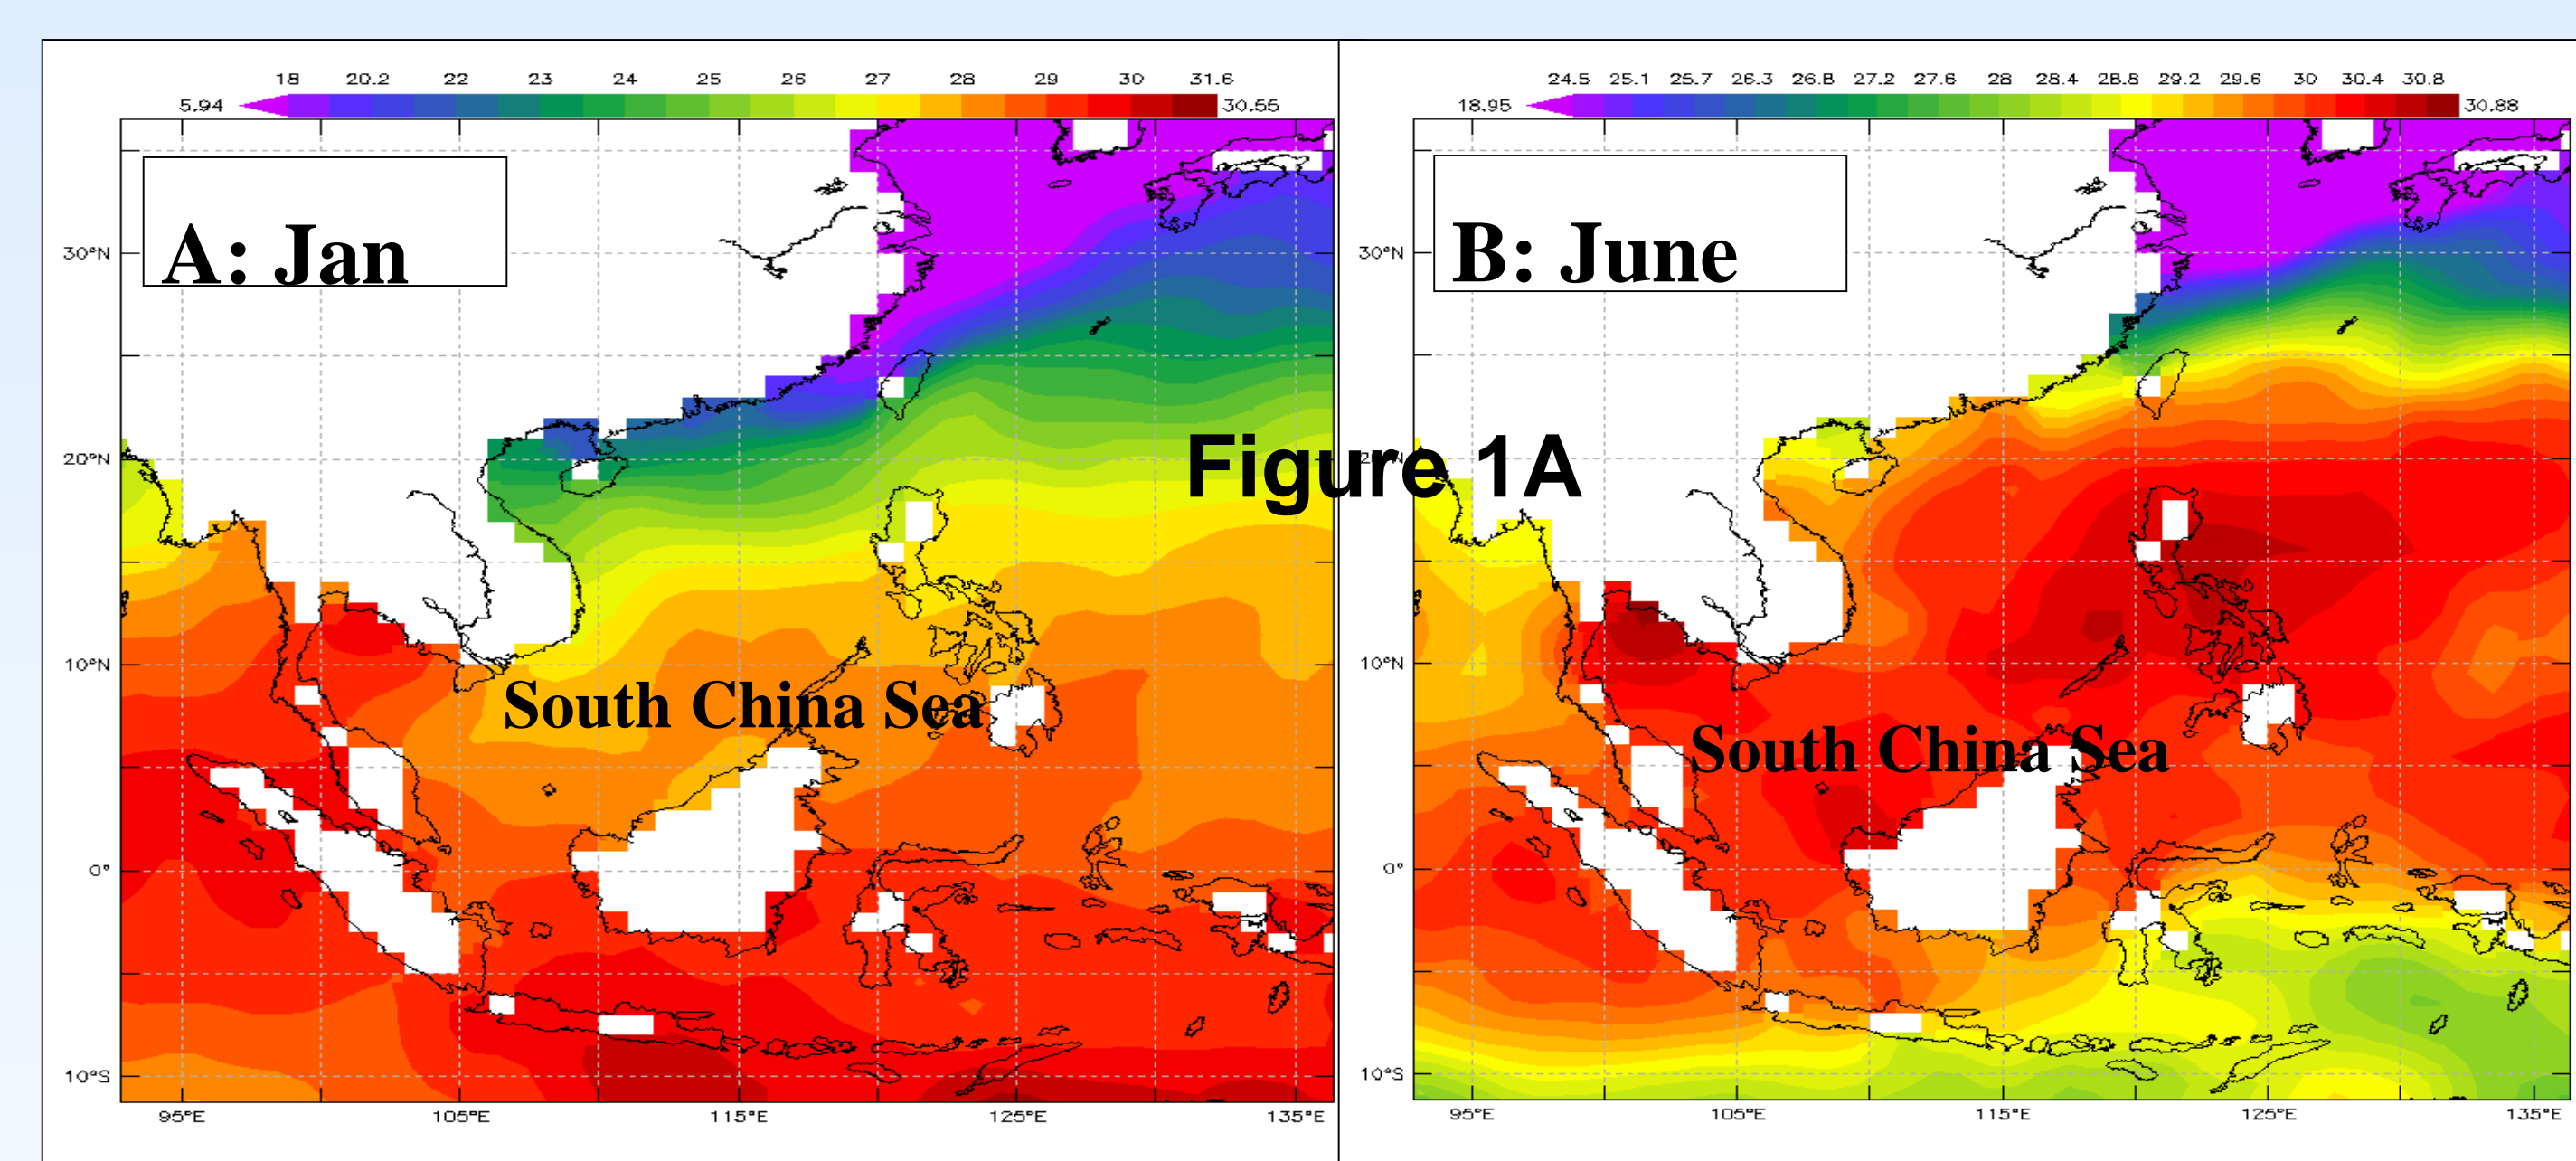 18 20.2 22 23 24 25 26 27 28 29 30 31.6
5.94 30.55
A: Jan
30°N
20°N
10°N
0°
10°S
South China Sea
95°E 105°E 115°E 125°E 135°E
Figure 1A
24.5 25.1 25.7 26.3 26.8 27.2 27.6 28 28.4 28.8 29.2 29.6 30 30.4 30.8
18.95 30.88
B: June
30°N
10°N
0°
10°S
South China Sea
95°E 105°E 115°E 125°E 135°E